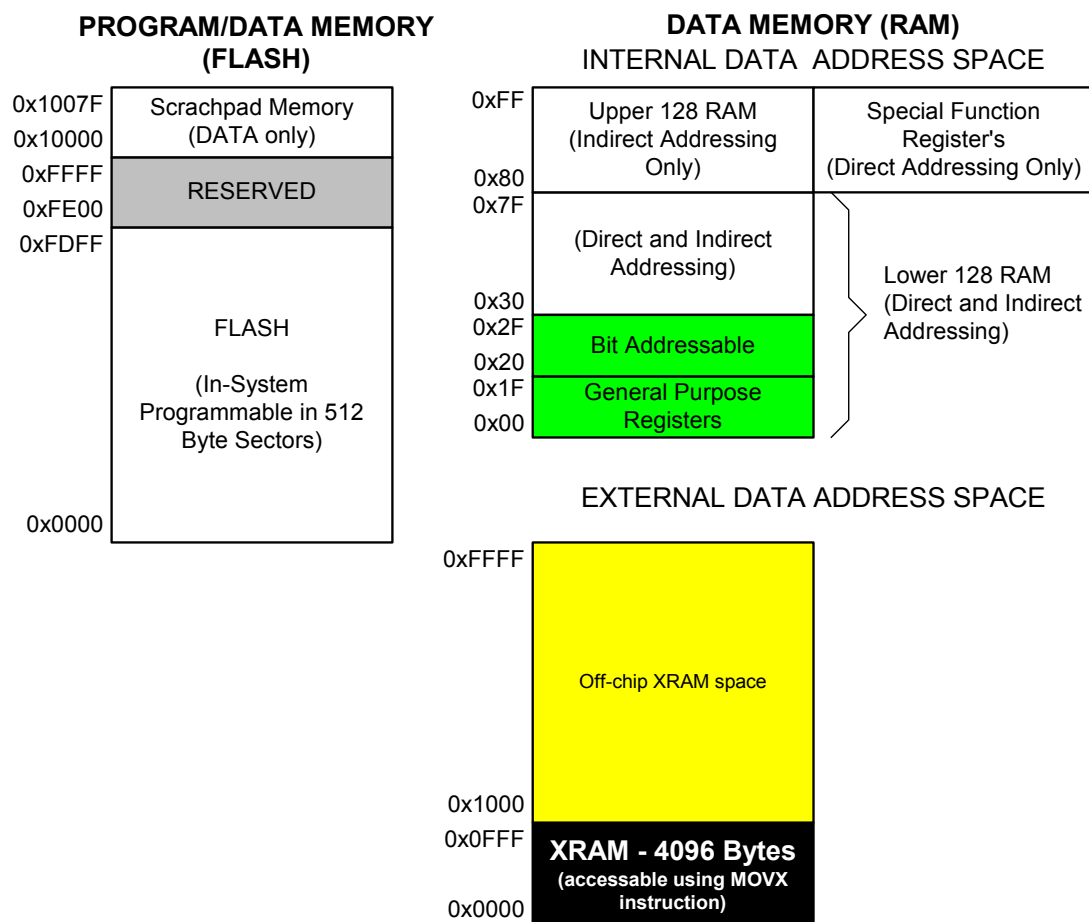 PROGRAM/DATA MEMORY
(FLASH)
0x1007F
Scrachpad Memory
(DATA only)
0x10000
0xFFFF
RESERVED
0xFE00
0xFDFF
FLASH
(In-System
Programmable in 512
Byte Sectors)
0x0000
DATA MEMORY (RAM)
INTERNAL DATA ADDRESS SPACE
0xFF
Upper 128 RAM
(Indirect Addressing
Only)
0x80
Special Function
Register's
(Direct Addressing Only)
0x7F
(Direct and Indirect
Addressing)
0x30
Lower 128 RAM
(Direct and Indirect
Addressing)
0x2F
Bit Addressable
0x20
0x1F
General Purpose
Registers
0x00
EXTERNAL DATA ADDRESS SPACE
0xFFFF
Off-chip XRAM space
0x1000
0x0FFF
XRAM - 4096 Bytes
(accessable using MOVX
instruction)
0x0000